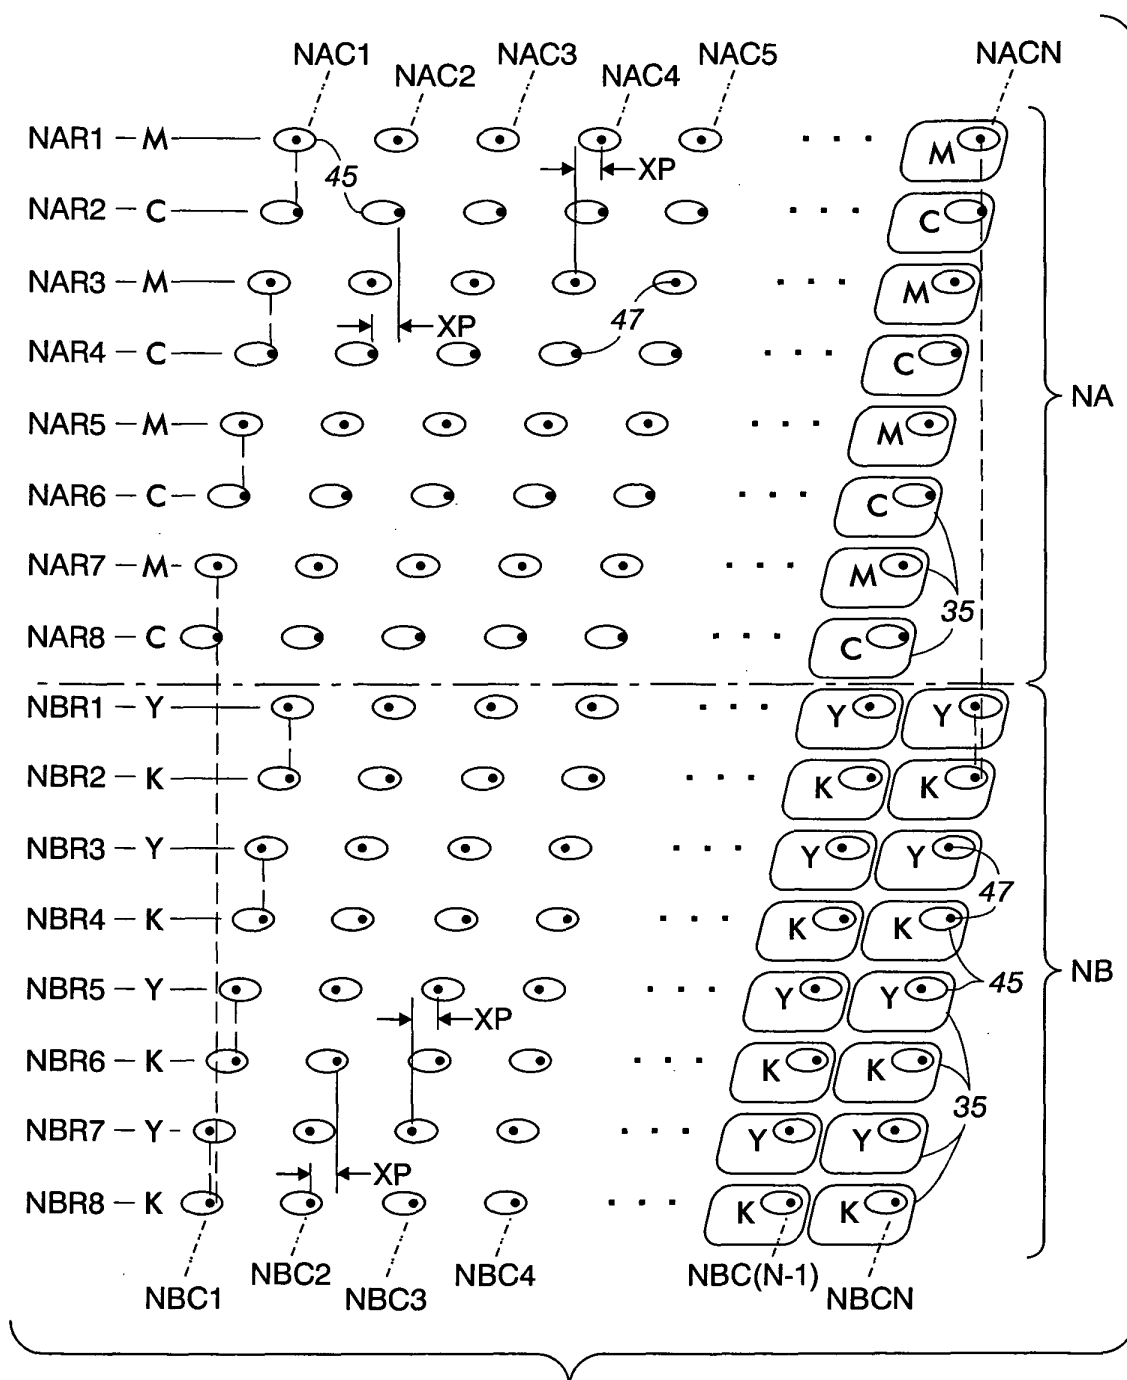 NAC1 NAC2 NAC3 NAC4 NAC5 NACN
NAR1 – M M
45 XP
NAR2 – C C
NAR3 – M M
XP 47
NAR4 – C C
NA
NAR5 – M M
NAR6 – C C
NAR7 – M M
35
NAR8 – C C
NBR1 – Y Y Y
NBR2 – K K K
NBR3 – Y Y Y
47
NBR4 – K K K
NB
NBR5 – Y Y Y 45
XP
NBR6 – K K K
35
NBR7 – Y Y Y
XP
NBR8 – K K K
NBC1 NBC2 NBC3 NBC4 NBC(N-1) NBCN